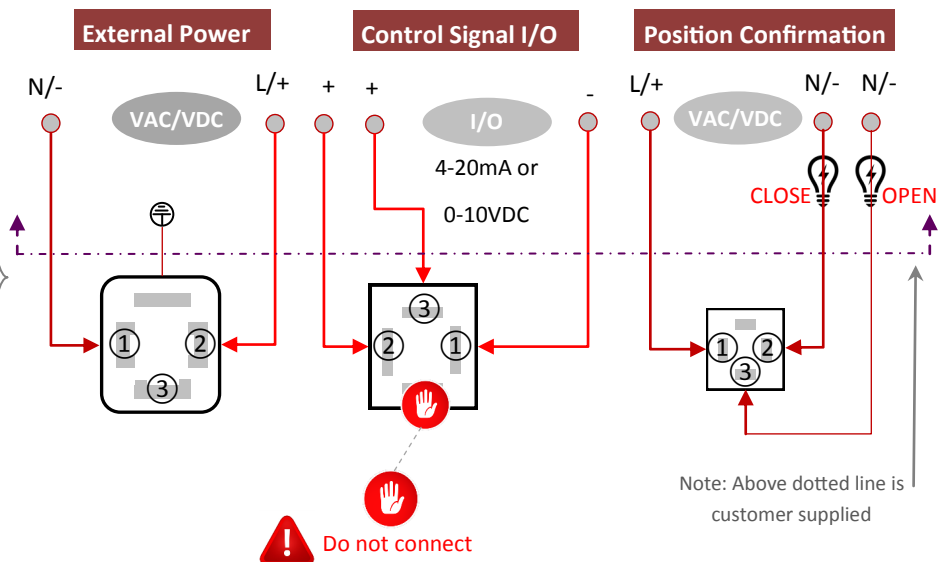 External Power
Control Signal I/O
Position Confirmation
N/-
L/+
+
+
-
L/+
N/-
N/-
VAC/VDC
I/O
VAC/VDC
4-20mA or
0-10VDC
CLOSE
OPEN
3
1
2
2
1
1
2
3
3
Note: Above dotted line is
customer supplied
! Do not connect